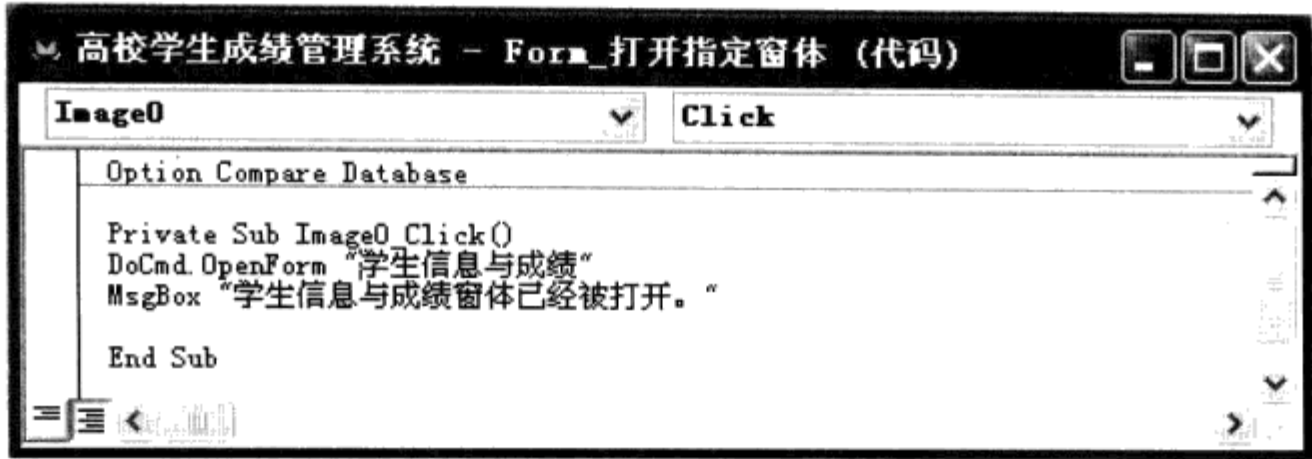 高校学生成绩管理系统 - Form_打开指定窗体 (代码)
Image0 Click
Option Compare Database
Private Sub Image0_Click()
DoCmd.OpenForm "学生信息与成绩"
MsgBox "学生信息与成绩窗体已经被打开。"
End Sub